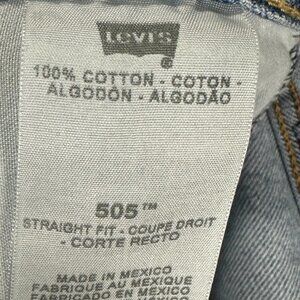 LEVI'S
100% COTTON - COTON -
ALGODÓN - ALGODÃO
505™
STRAIGHT FIT - COUPE DROIT
- CORTE RECTO
MADE IN MEXICO
FABRIQUE AU MEXIQUE
FABRICADO EN MEXICO